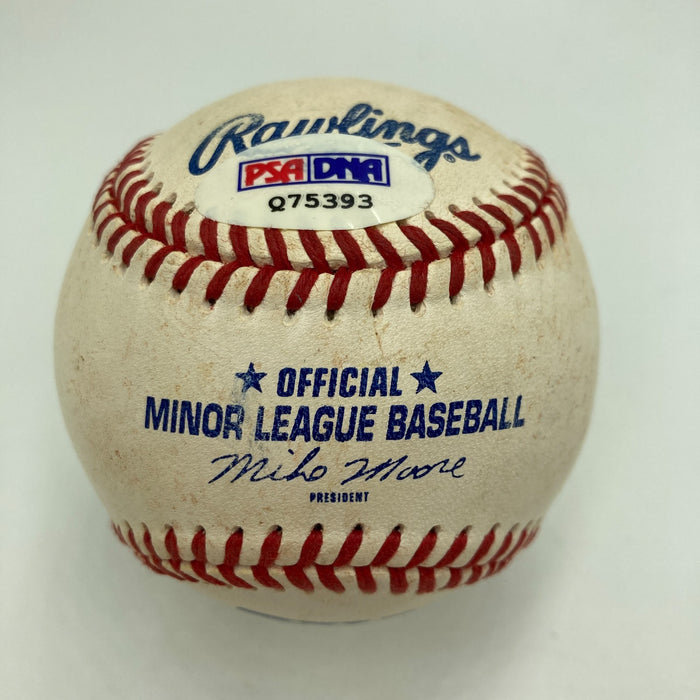 Rawlings
PSA DNA
Q75393
★ OFFICIAL ★
MINOR LEAGUE BASEBALL
Mike Moore
PRESIDENT